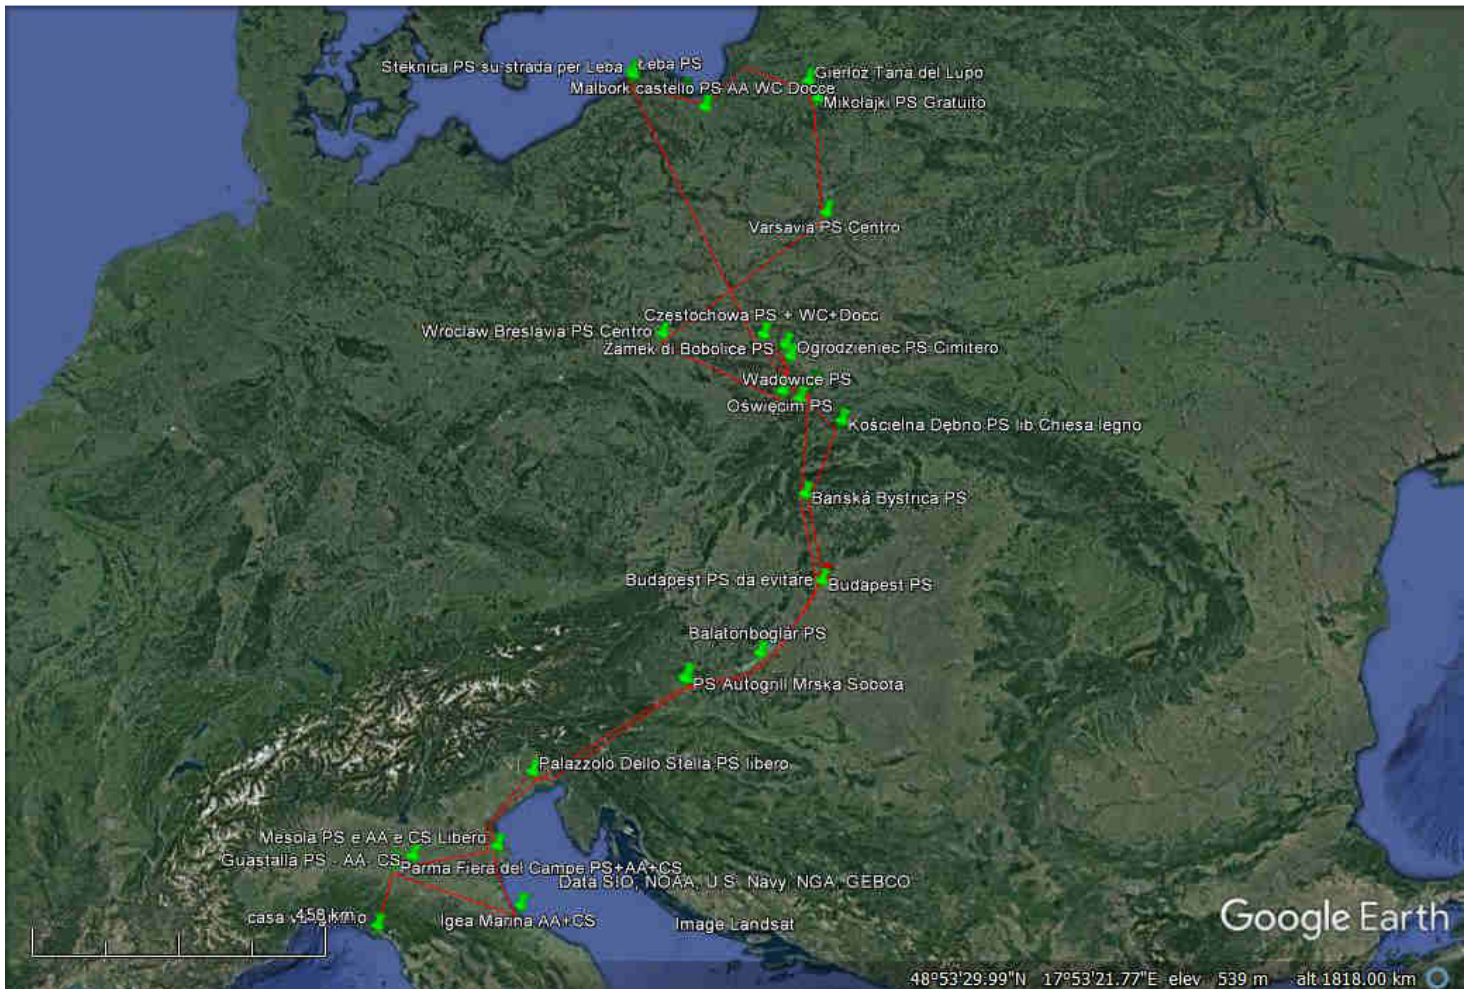 Steknica PS su strada per Leba
Łeba PS
Gierłoż Tana del Lupo
Malbork castello PS AA WC Docce
Mikołajki PS Gratuito
Varsavia PS Centro
Częstochowa PS + WC+Docc
Wroclaw Breslavia PS Centro
Zamek di Bobolice PS
Ogrodzieniec PS Cimitero
Wadowice PS
Oświęcim PS
Kościelna Dębno PS lib Chiesa legno
Banská Bystrica PS
Budapest PS da evitare
Budapest PS
Balatonboglár PS
PS Autogrill Mrska Sobota
Palazzolo Dello Stella PS libero
Mesola PS e AA e CS Libero
Guastalla PS - AA- CS
Parma Fiera del Campe PS+AA+CS
Data SIO, NOAA, U.S. Navy, NGA, GEBCO
casa
458 km
Igea Marina AA+CS
Image Landsat
Google Earth
48°53'29.99"N 17°53'21.77"E elev 539 m alt 1818.00 km